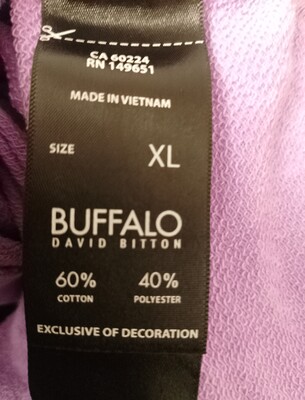 CA 60224
RN 149651
MADE IN VIETNAM
SIZE XL
BUFFALO
DAVID BITTON
60% 40%
COTTON POLYESTER
EXCLUSIVE OF DECORATION